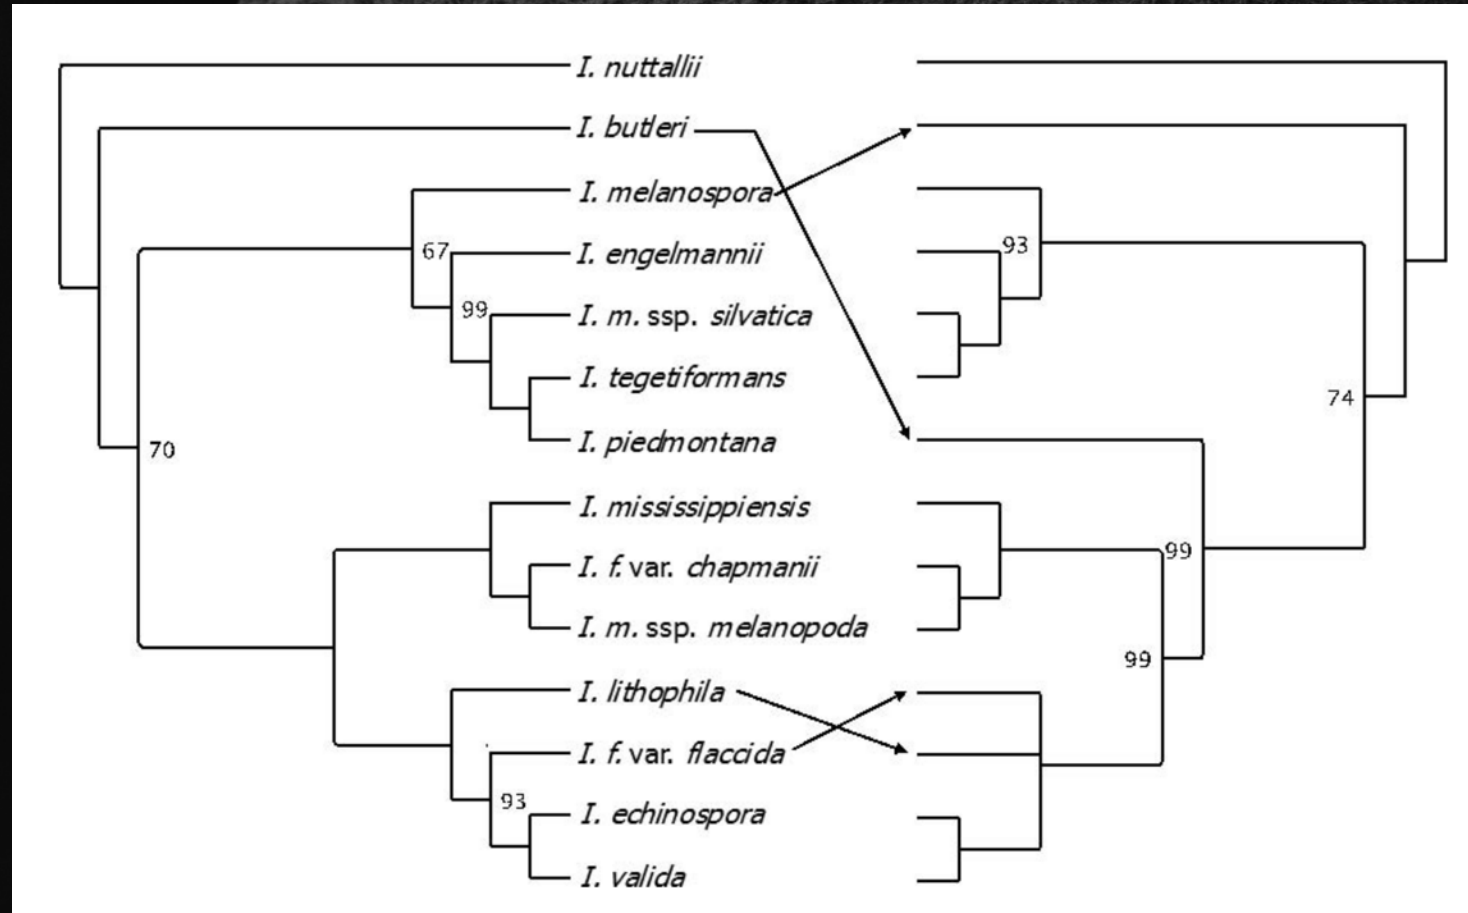 I. nuttallii
I. butleri
I. melanospora
93
67
I. engelmannii
99
I. m. ssp. silvatica
I. tegetiformans
74
70
I. piedmontana
I. mississippiensis
99
I. f. var. chapmanii
I. m. ssp. melanopoda
99
I. lithophila
I. f. var. flaccida
93
I. echinospora
I. valida